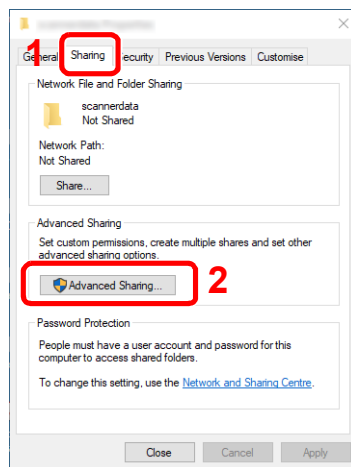 1
General Sharing Security Previous Versions Customise
Network File and Folder Sharing
scannerdata
Not Shared
Network Path:
Not Shared
Share...
Advanced Sharing
Set custom permissions, create multiple shares and set other
advanced sharing options.
Advanced Sharing...
2
Password Protection
People must have a user account and password for this
computer to access shared folders.
To change this setting, use the Network and Sharing Centre.
Close Cancel Apply